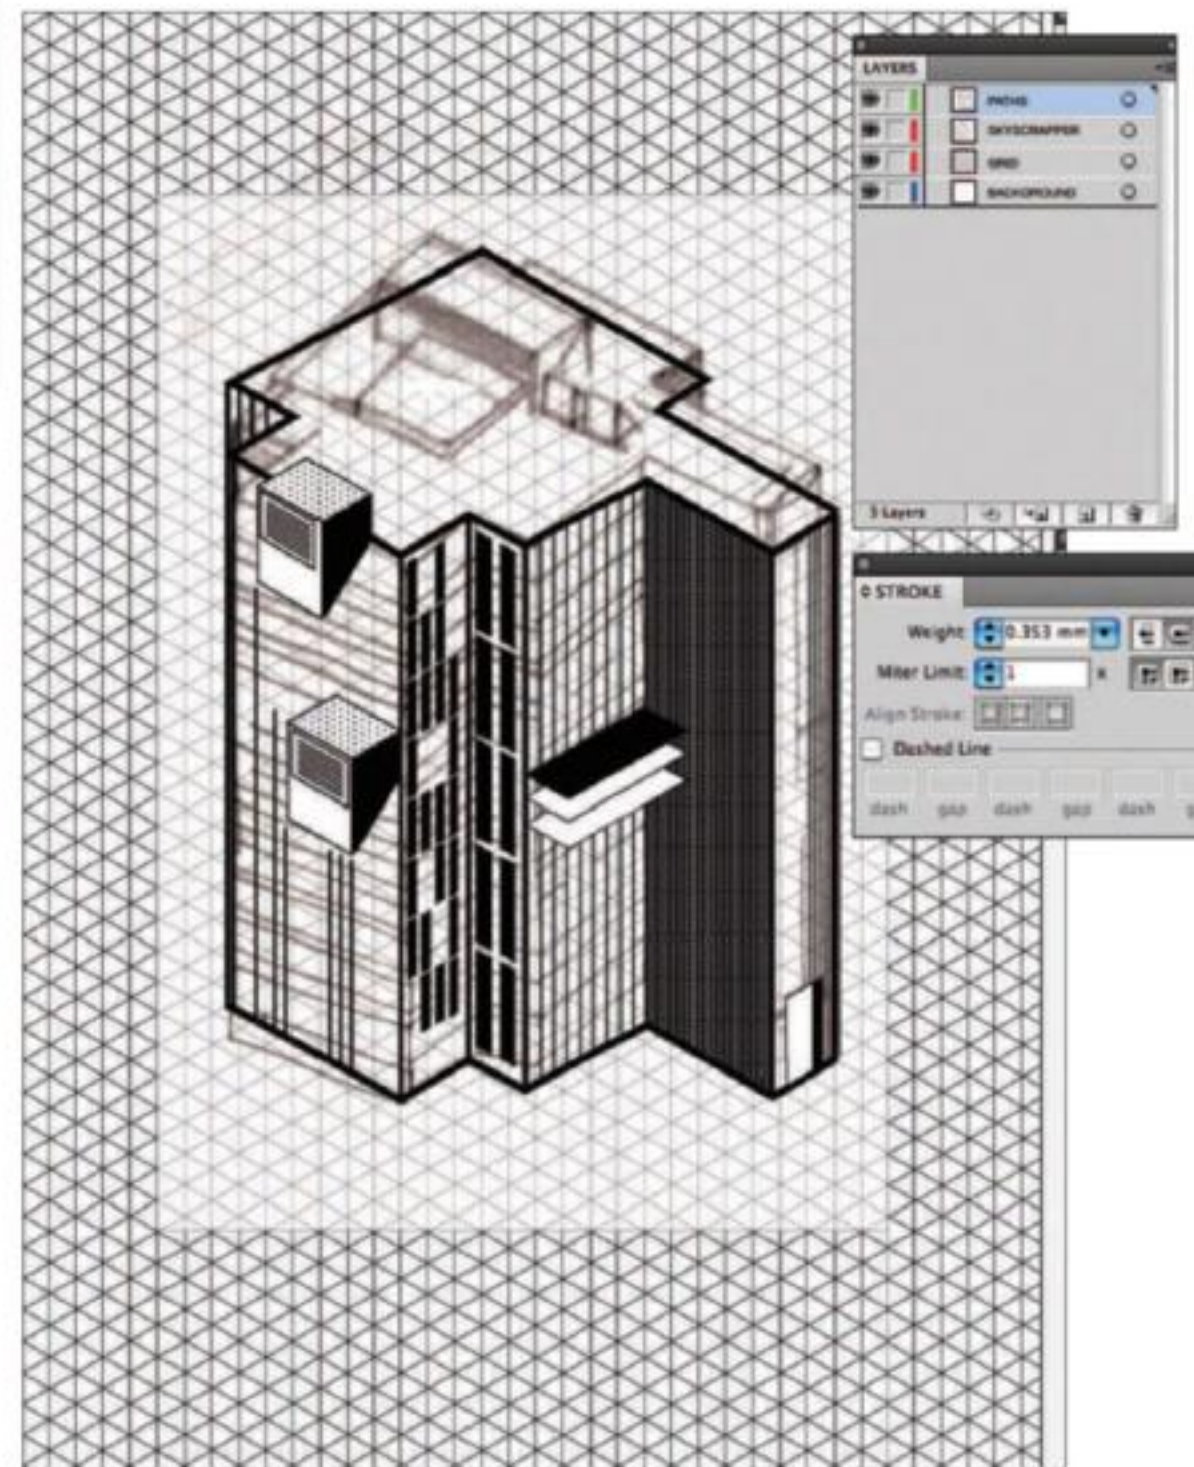 LAYERS
PATHS
SKYSCRAPPER
GRID
BACKGROUND
3 Layers
STROKE
Weight: 0.353 mm
Miter Limit: 1 x
Align Stroke:
Dashed Line
dash gap dash gap dash